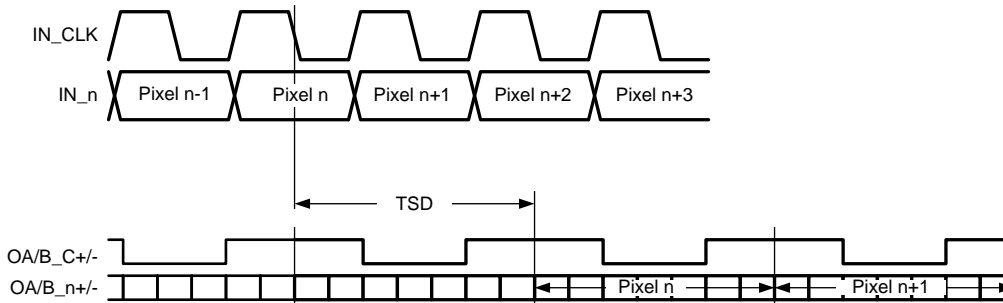 IN_CLK
IN_n
Pixel n-1
Pixel n
Pixel n+1
Pixel n+2
Pixel n+3
TSD
OA/B_C+/-
OA/B_n+/-
Pixel n
Pixel n+1